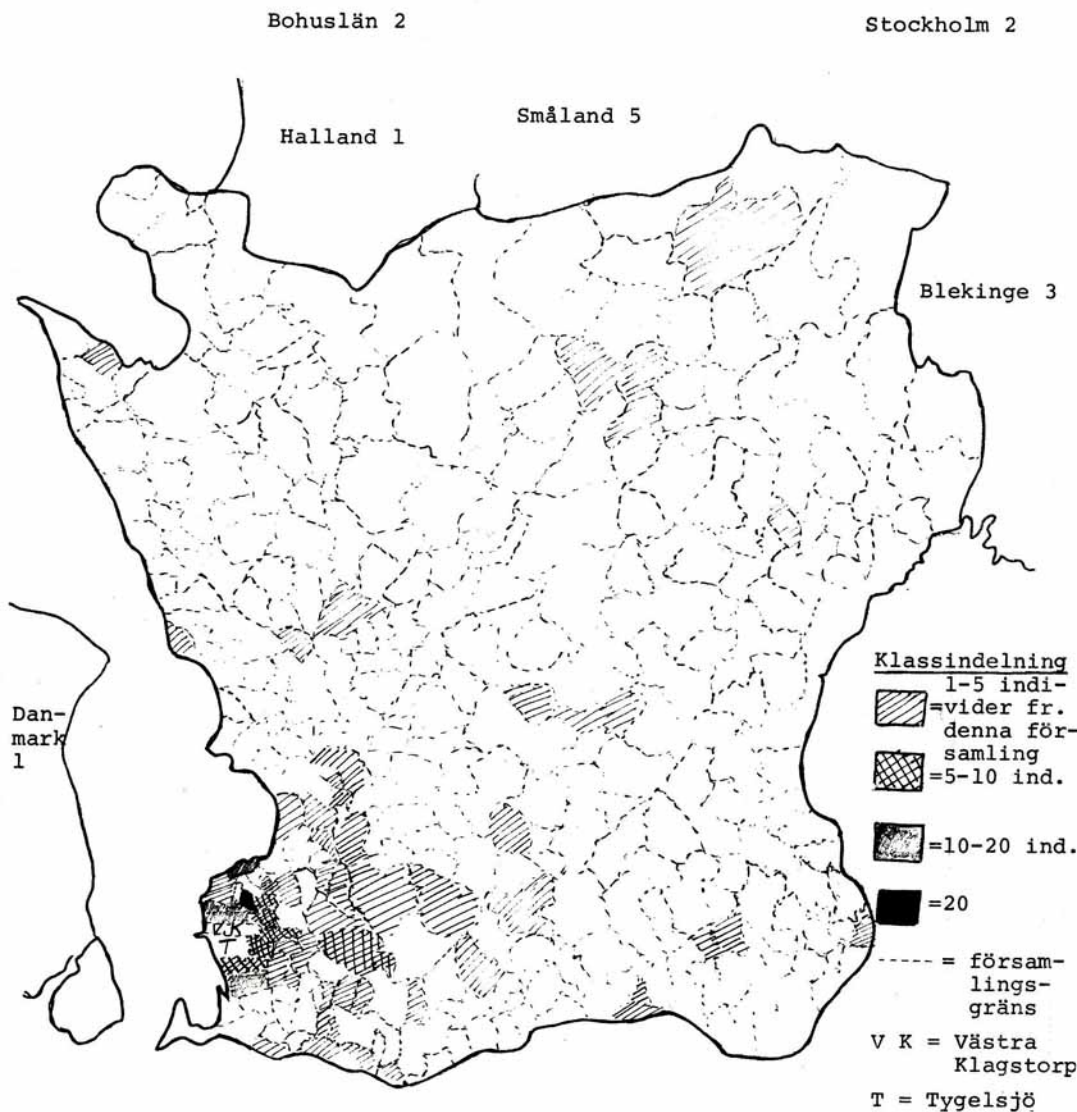 Bohuslän 2
Stockholm 2
Småland 5
Halland 1
Blekinge 3
Dan-
mark
1
V.K
T
Klassindelning
1-5 indi-
=vider fr.
denna för-
samling
=5-10 ind.
=10-20 ind.
=20
= försam-
lings-
gräns
V K = Västra
Klagstorp
T = Tygelsjö